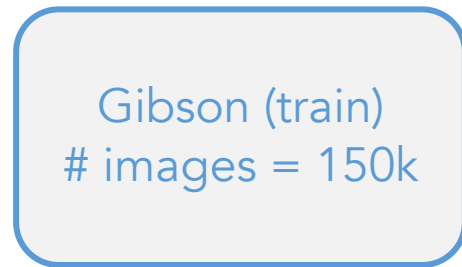 Gibson (train)
# images = 150k